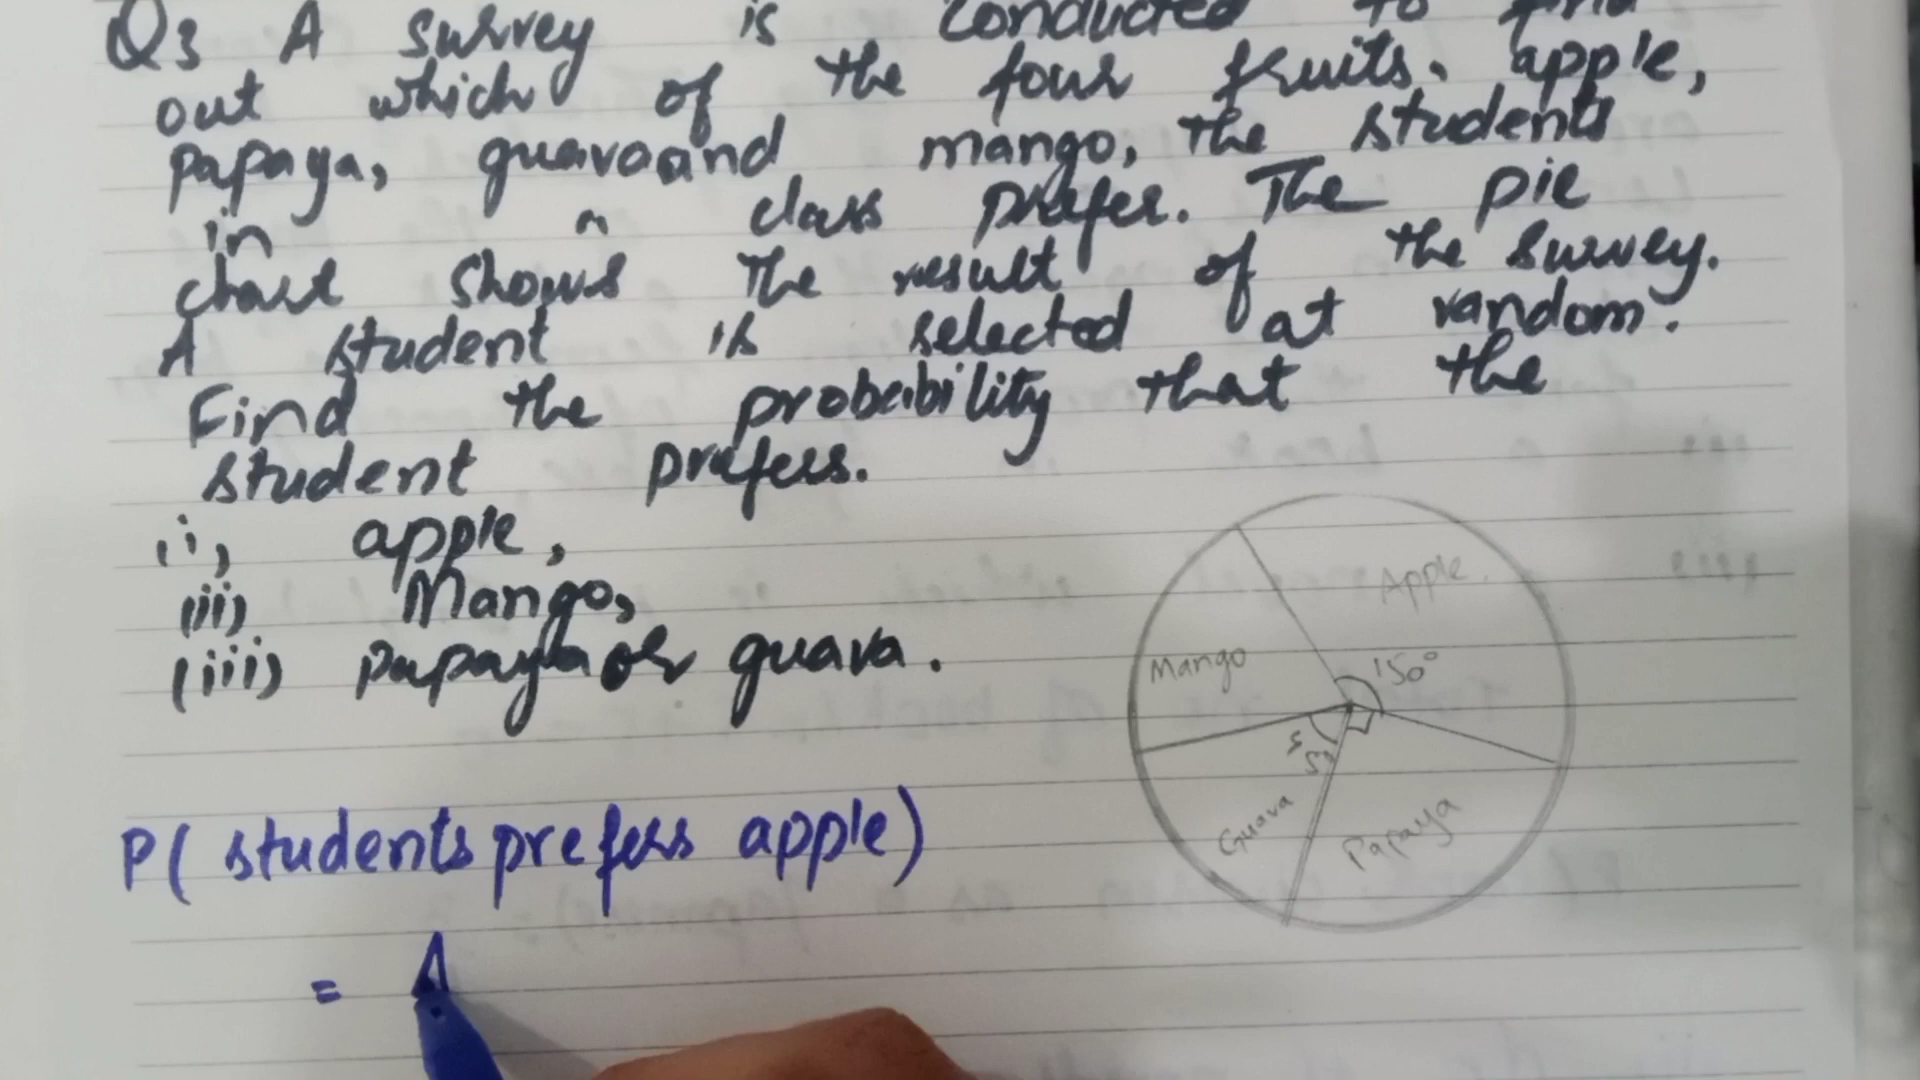 Q3 A survey is conducted to find
out which of the four fruits. apple,
papaya, guava and mango, the students
in a class prefer. The pie
chart shows the result of the survey.
A student is selected at random.
Find the probability that the
student prefers.
(i), apple,
(ii) Mango,
(iii) papaya or guava.
Apple.
Mango
150°
Guava
Papaya
P( students prefers apple)
= A